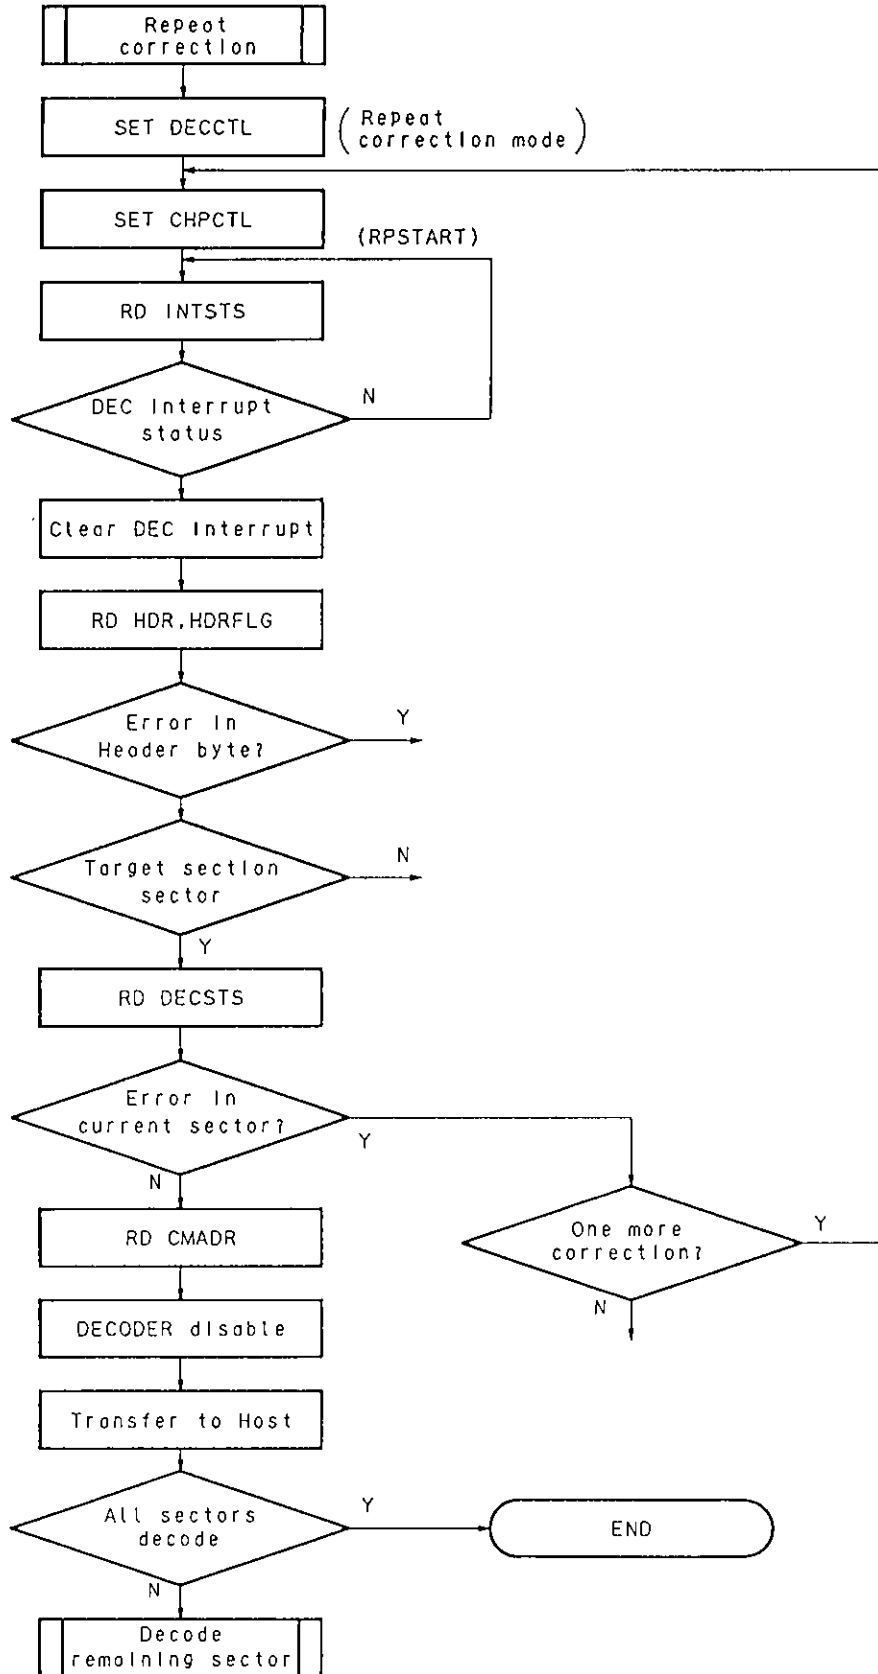 Repeat
correction
SET DECCTL
(Repeat
correction mode)
SET CHPCTL
(RPSTART)
RD INTSTS
DEC Interrupt
status
N
Clear DEC Interrupt
RD HDR,HDRFLG
Error In
Header byte?
Y
Target section
sector
N
Y
RD DECSTS
Error In
current sector?
Y
N
RD CMADR
One more
correction?
Y
N
DECODER disable
Transfer to Host
All sectors
decode
Y
END
N
Decode
remaining sector